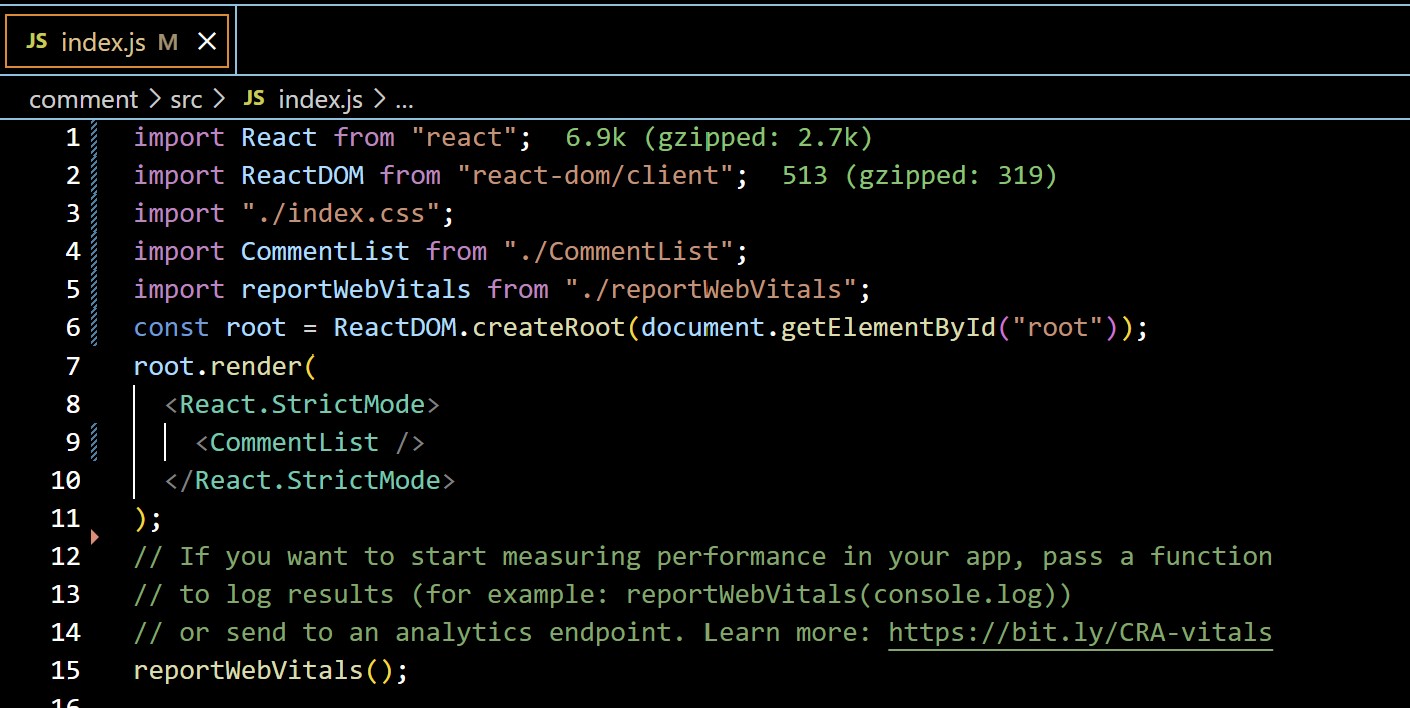 JS index.js M
comment > src > JS index.js > ...
1 import React from "react"; 6.9k (gzipped: 2.7k)
2 import ReactDOM from "react-dom/client"; 513 (gzipped: 319)
3 import "./index.css";
4 import CommentList from "./CommentList";
5 import reportWebVitals from "./reportWebVitals";
6 const root = ReactDOM.createRoot(document.getElementById("root"));
7 root.render(
8 <React.StrictMode>
9 <CommentList />
10 </React.StrictMode>
11 );
12 // If you want to start measuring performance in your app, pass a function
13 // to log results (for example: reportWebVitals(console.log))
14 // or send to an analytics endpoint. Learn more: https://bit.ly/CRA-vitals
15 reportWebVitals();
16